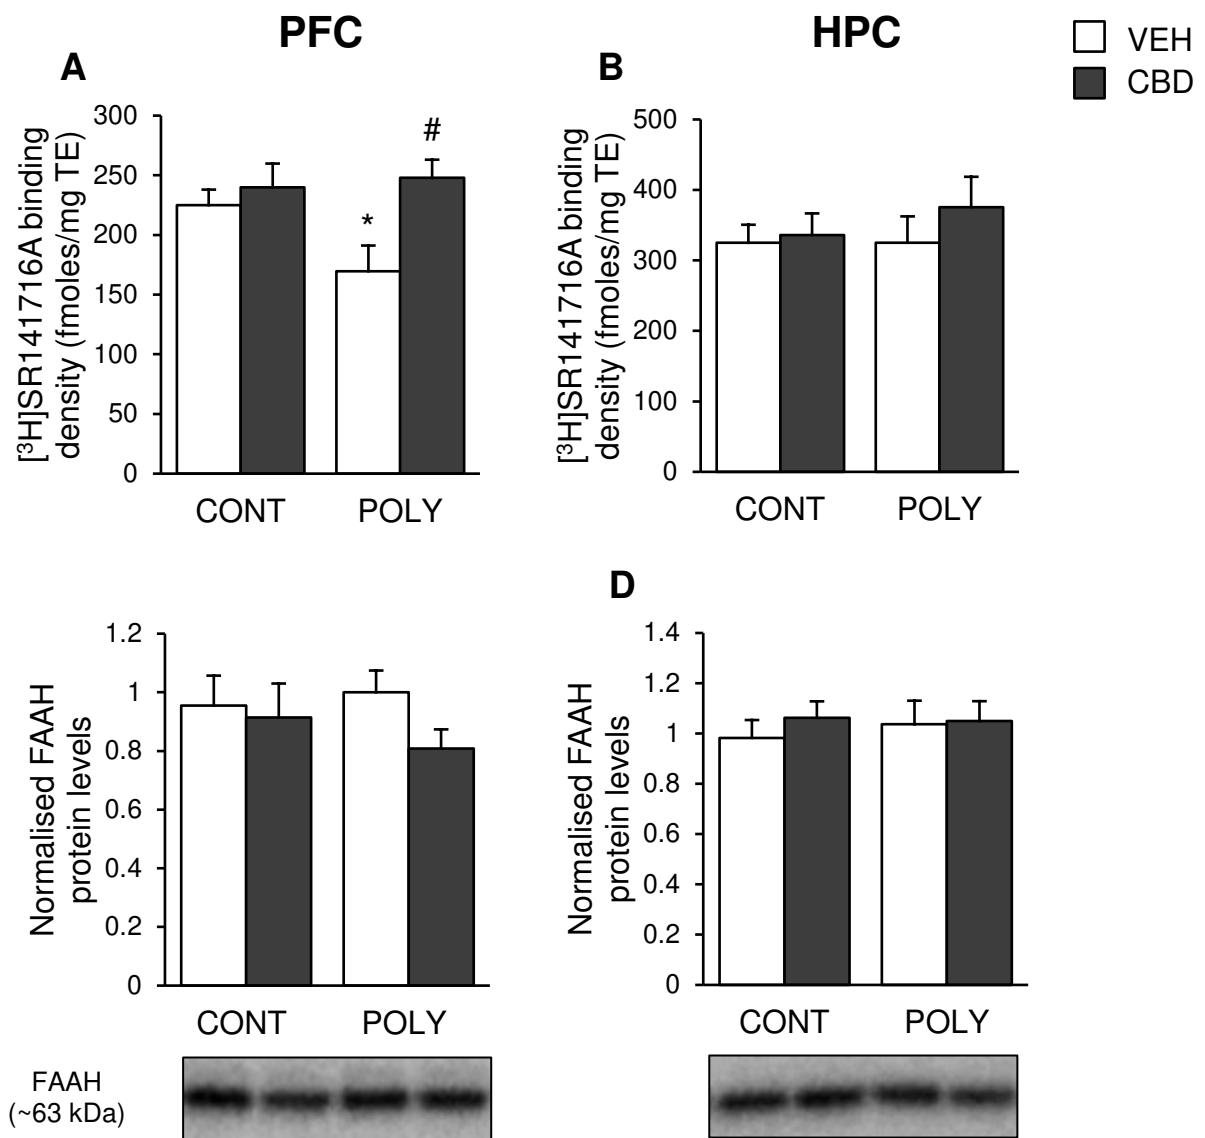 PFC
HPC
VEH
CBD
A
[³H]SR141716A binding
density (fmoles/mg TE)
300
250
200
150
100
50
0
*
#
CONT
POLY
B
[³H]SR141716A binding
density (fmoles/mg TE)
500
400
300
200
100
0
CONT
POLY
Normalised FAAH
protein levels
1.2
1
0.8
0.6
0.4
0.2
0
CONT
POLY
D
Normalised FAAH
protein levels
1.4
1.2
1
0.8
0.6
0.4
0.2
0
CONT
POLY
FAAH
(~63 kDa)